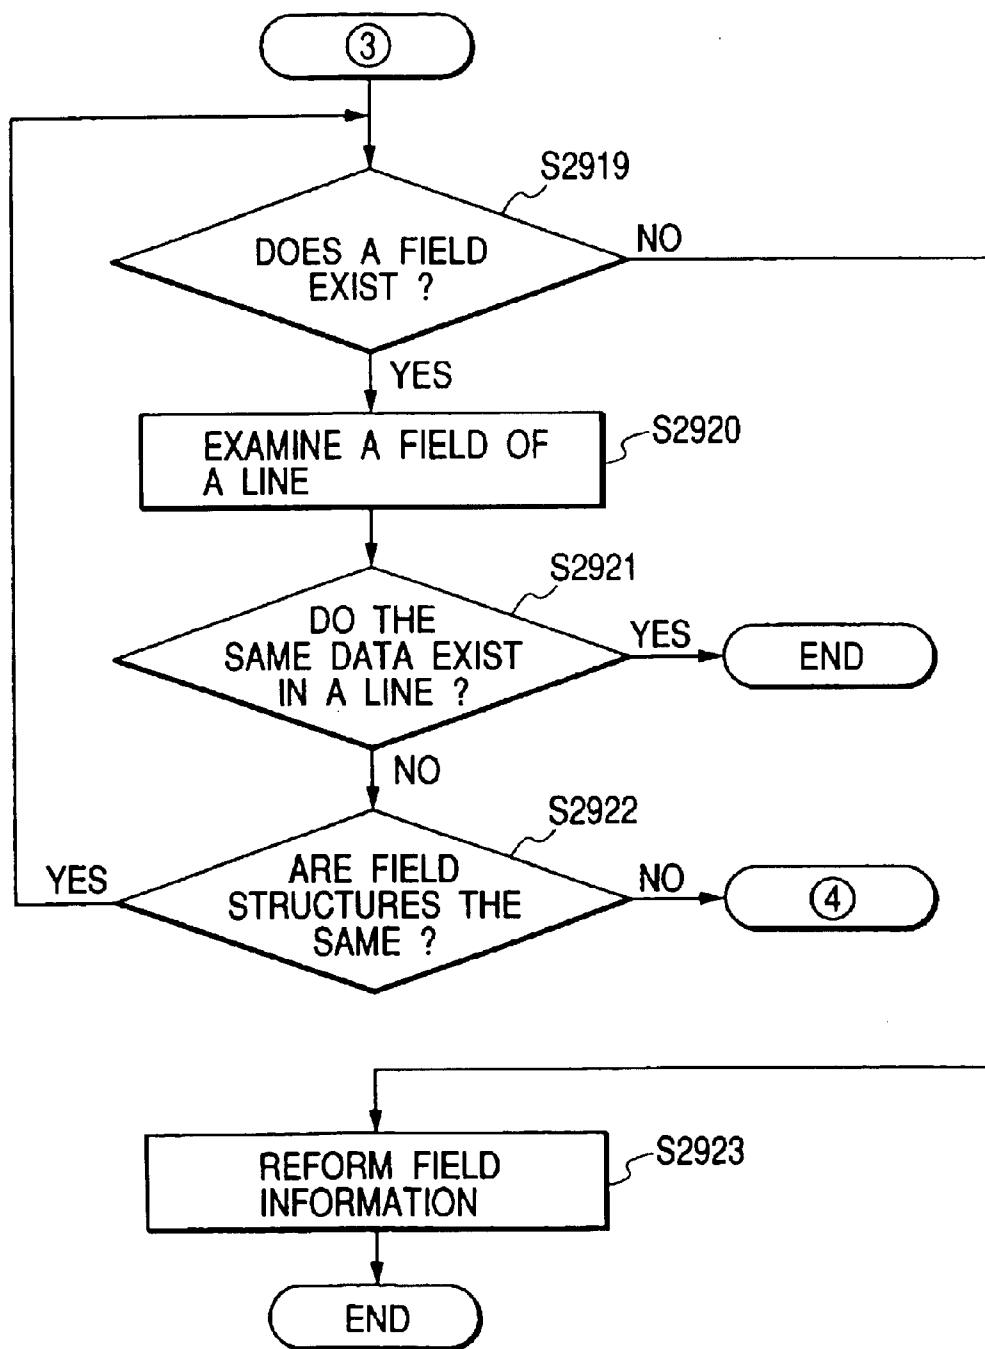 ③
S2919
DOES A FIELD
EXIST ?
NO
YES
EXAMINE A FIELD OF
A LINE
S2920
S2921
DO THE
SAME DATA EXIST
IN A LINE ?
YES
END
NO
S2922
YES
ARE FIELD
STRUCTURES THE
SAME ?
NO
④
REFORM FIELD
INFORMATION
S2923
END